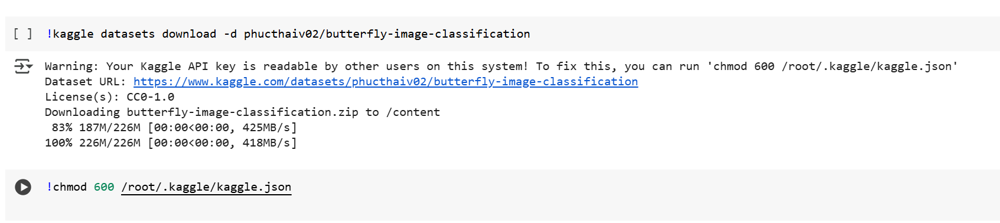 [ ] !kaggle datasets download -d phucthaiv02/butterfly-image-classification
Warning: Your Kaggle API key is readable by other users on this system! To fix this, you can run 'chmod 600 /root/.kaggle/kaggle.json'
Dataset URL: https://www.kaggle.com/datasets/phucthaiv02/butterfly-image-classification
License(s): CC0-1.0
Downloading butterfly-image-classification.zip to /content
 83% 187M/226M [00:00<00:00, 425MB/s]
100% 226M/226M [00:00<00:00, 418MB/s]
!chmod 600 /root/.kaggle/kaggle.json